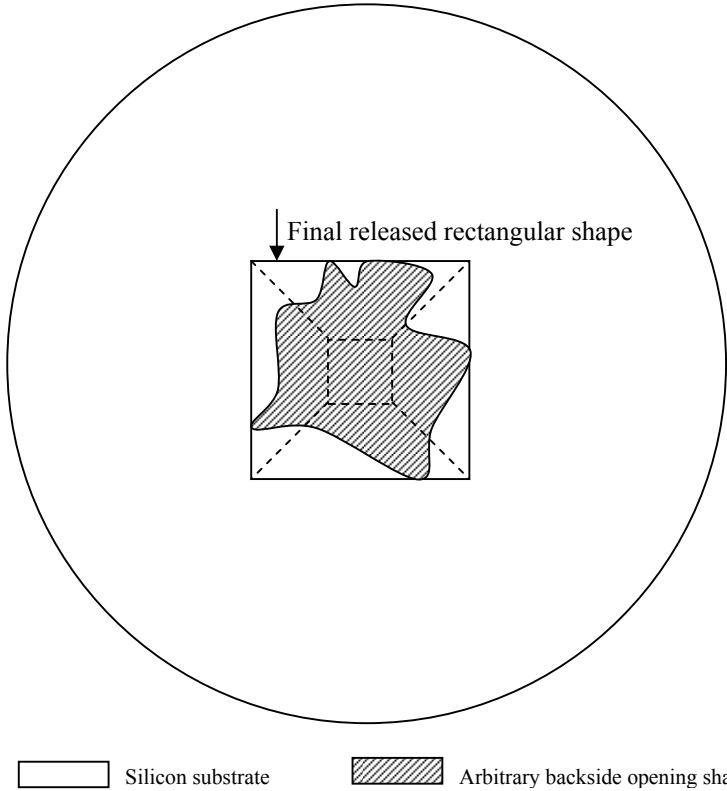 Final released rectangular shape
Silicon substrate
Arbitrary backside opening sha